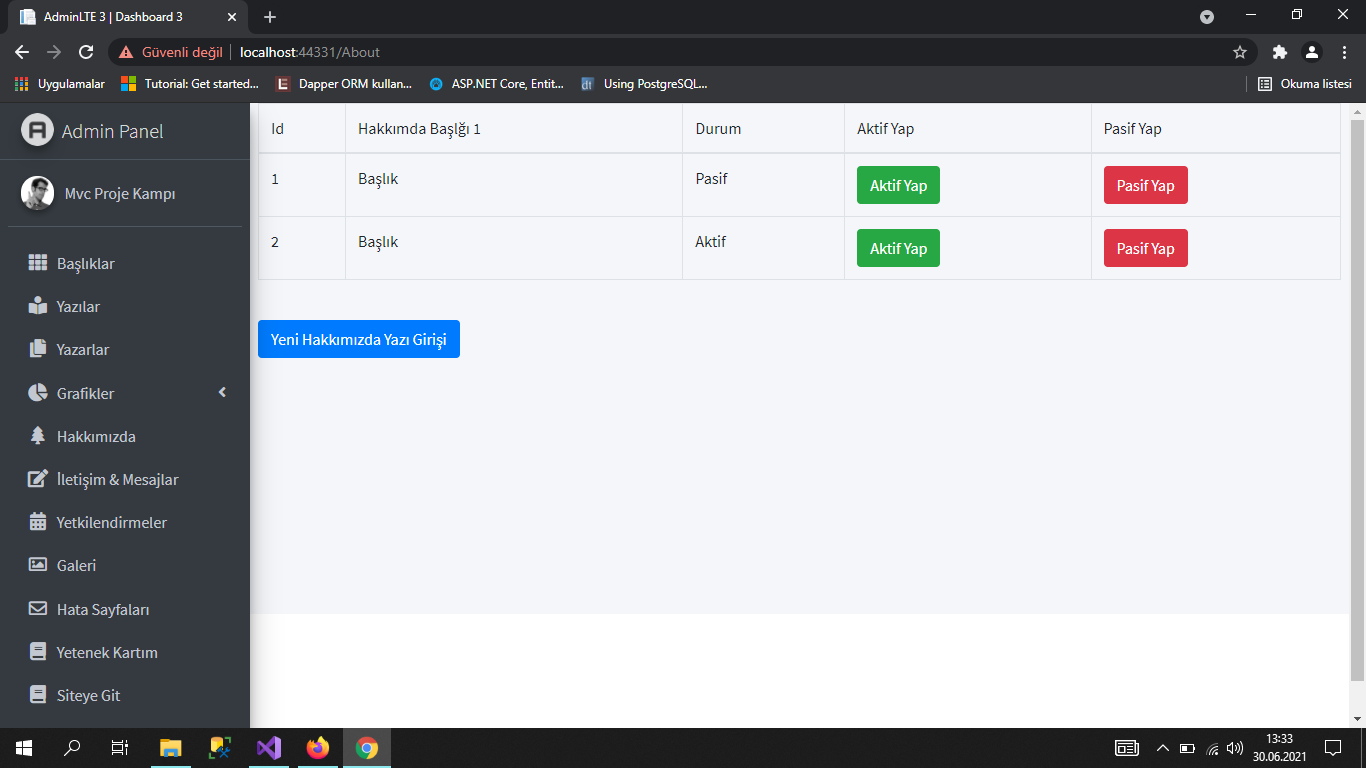 AdminLTE 3 | Dashboard 3
Güvenli değil localhost:44331/About
Uygulamalar Tutorial: Get started... Dapper ORM kullan... ASP.NET Core, Entit... Using PostgreSQL... Okuma listesi
Admin Panel
Mvc Proje Kampı
Başlıklar
Yazılar
Yazarlar
Grafikler
Hakkımızda
İletişim & Mesajlar
Yetkilendirmeler
Galeri
Hata Sayfaları
Yetenek Kartım
Siteye Git
Id Hakkımda Başlğı 1 Durum Aktif Yap Pasif Yap
1 Başlık Pasif Aktif Yap Pasif Yap
2 Başlık Aktif Aktif Yap Pasif Yap
Yeni Hakkımızda Yazı Girişi
13:33
30.06.2021